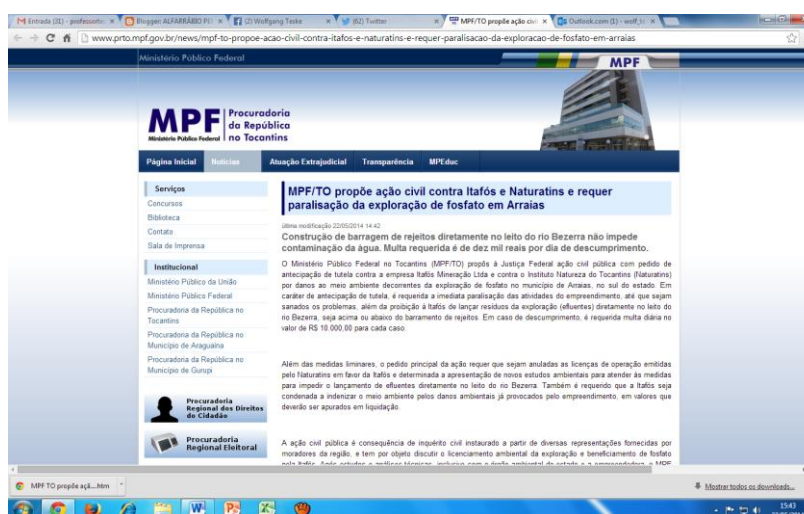 Entrada (31) - professorte
Blogger: ALFARRÁBIO PE
(2) Wolfgang Teske
(62) Twitter
MPF/TO propõe ação civi
Outlook.com (1) - wolf_t
www.prto.mpf.gov.br/news/mpf-to-propoe-acao-civil-contra-itafos-e-naturatins-e-requer-paralisacao-da-exploracao-de-fosfato-em-arraias
Ministério Público Federal
MPF
MPF Procuradoria
da República
Ministério Público Federal no Tocantins
Página Inicial Notícias Atuação Extrajudicial Transparência MPEduc
Serviços
Concursos
Biblioteca
Contato
Sala de Imprensa
Institucional
Ministério Público da União
Ministério Público Federal
Procuradoria da República no
Tocantins
Procuradoria da República no
Município de Araguaína
Procuradoria da República no
Município de Gurupi
Procuradoria
Regional dos Direitos
do Cidadão
Procuradoria
Regional Eleitoral
MPF/TO propõe ação civil contra Itafós e Naturatins e requer
paralisação da exploração de fosfato em Arraias
última modificação 22/05/2014 14:42
Construção de barragem de rejeitos diretamente no leito do rio Bezerra não impede
contaminação da água. Multa requerida é de dez mil reais por dia de descumprimento.
O Ministério Público Federal no Tocantins (MPF/TO) propôs à Justiça Federal ação civil pública com pedido de
antecipação de tutela contra a empresa Itafós Mineração Ltda e contra o Instituto Natureza do Tocantins (Naturatins)
por danos ao meio ambiente decorrentes da exploração de fosfato no município de Arraias, no sul do estado. Em
caráter de antecipação de tutela, é requerida a imediata paralisação das atividades do empreendimento, até que sejam
sanados os problemas, além da proibição à Itafós de lançar resíduos da exploração (efluentes) diretamente no leito do
rio Bezerra, seja acima ou abaixo do barramento de rejeitos. Em caso de descumprimento, é requerida multa diária no
valor de R$ 10.000,00 para cada caso.
Além das medidas liminares, o pedido principal da ação requer que sejam anuladas as licenças de operação emitidas
pelo Naturatins em favor da Itafós e determinada a apresentação de novos estudos ambientais para atender às medidas
para impedir o lançamento de efluentes diretamente no leito do rio Bezerra. Também é requerido que a Itafós seja
condenada a indenizar o meio ambiente pelos danos ambientais já provocados pelo empreendimento, em valores que
deverão ser apurados em liquidação.
A ação civil pública é consequência de inquérito civil instaurado a partir de diversas representações fornecidas por
moradores da região, e tem por objeto discutir o licenciamento ambiental da exploração e beneficiamento de fosfato
pela Itafós. Após estudos e análises técnicas, inclusive com o órgão ambiental do estado e a empreendedora, o MPF
MPF TO propõe açã....htm
Mostrar todos os downloads...
15:43